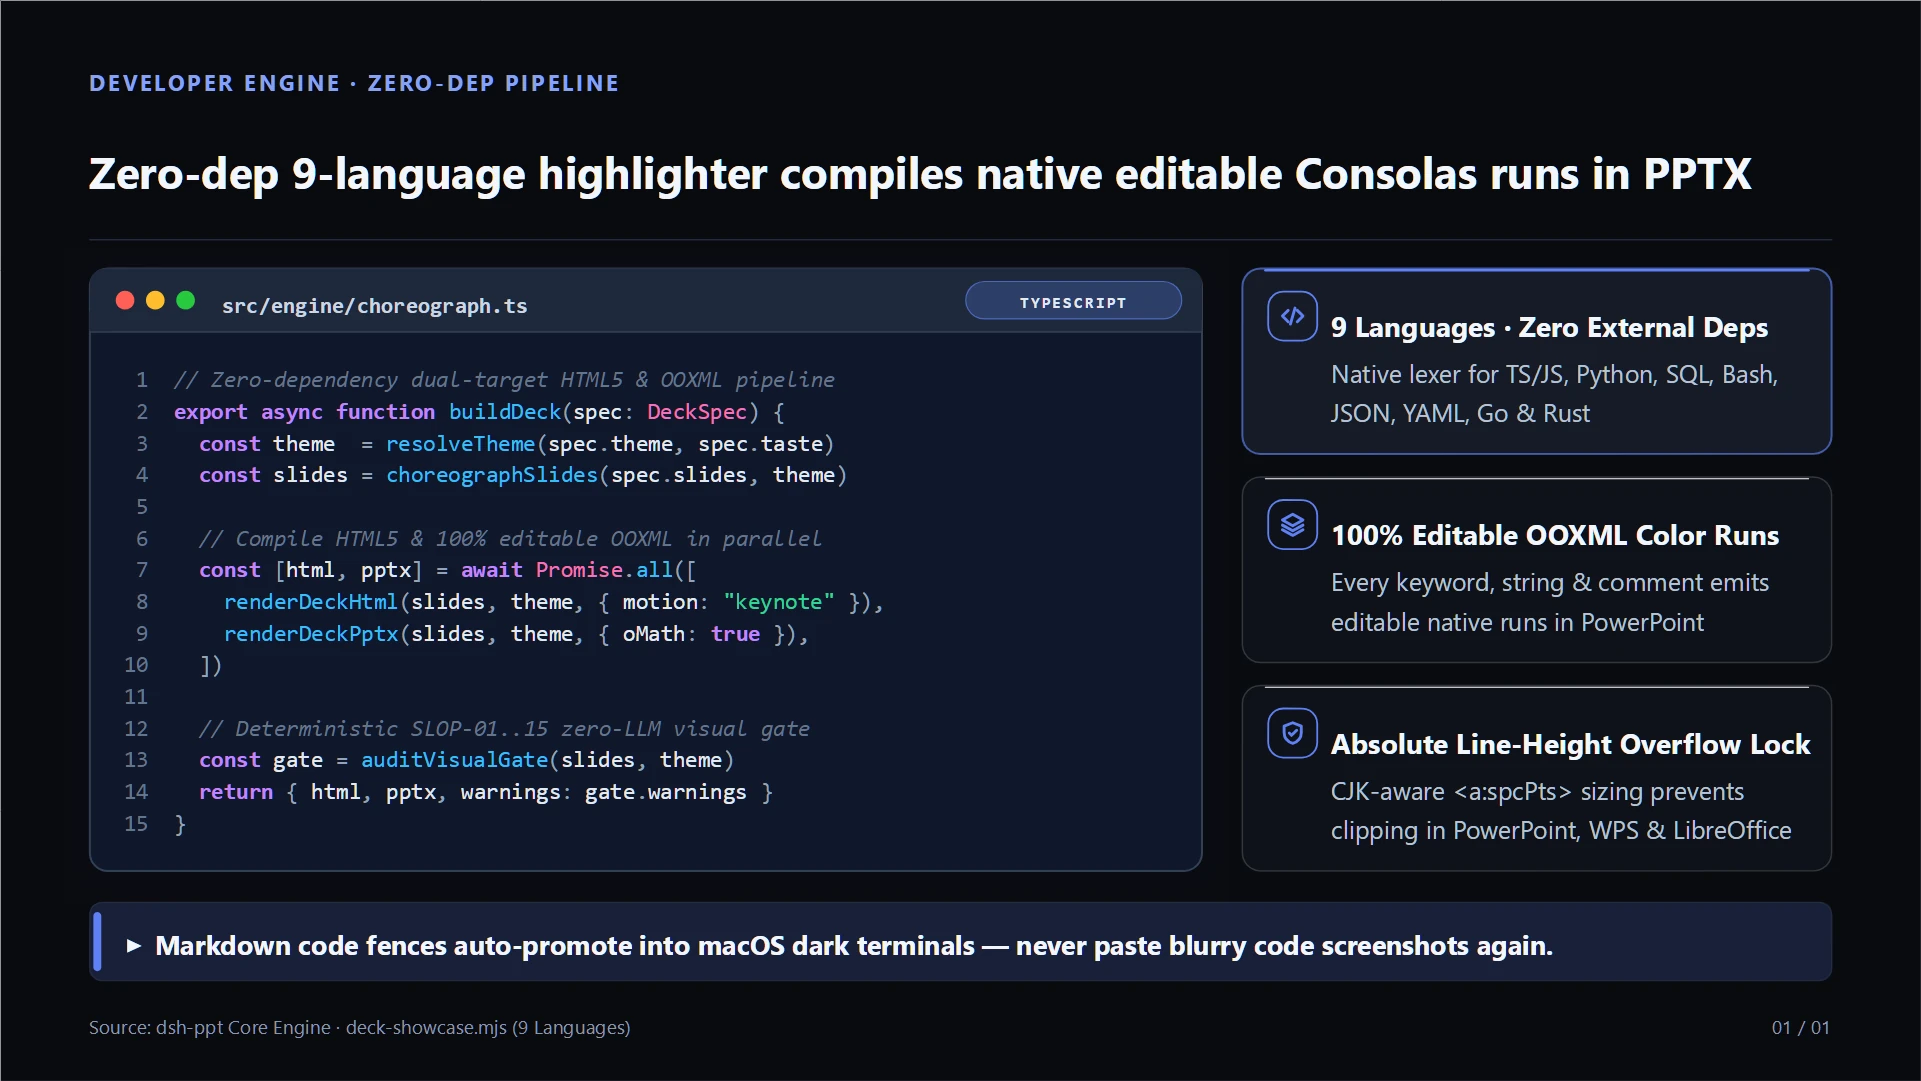 DEVELOPER ENGINE · ZERO-DEP PIPELINE
Zero-dep 9-language highlighter compiles native editable Consolas runs in PPTX
src/engine/choreograph.ts
TYPESCRIPT
1 // Zero-dependency dual-target HTML5 & OOXML pipeline
2 export async function buildDeck(spec: DeckSpec) {
3   const theme  = resolveTheme(spec.theme, spec.taste)
4   const slides = choreographSlides(spec.slides, theme)
5
6   // Compile HTML5 & 100% editable OOXML in parallel
7   const [html, pptx] = await Promise.all([
8     renderDeckHtml(slides, theme, { motion: "keynote" }),
9     renderDeckPptx(slides, theme, { oMath: true }),
10   ])
11
12   // Deterministic SLOP-01..15 zero-LLM visual gate
13   const gate = auditVisualGate(slides, theme)
14   return { html, pptx, warnings: gate.warnings }
15 }
9 Languages · Zero External Deps
Native lexer for TS/JS, Python, SQL, Bash,
JSON, YAML, Go & Rust
100% Editable OOXML Color Runs
Every keyword, string & comment emits
editable native runs in PowerPoint
Absolute Line-Height Overflow Lock
CJK-aware <a:spcPts> sizing prevents
clipping in PowerPoint, WPS & LibreOffice
▶ Markdown code fences auto-promote into macOS dark terminals — never paste blurry code screenshots again.
Source: dsh-ppt Core Engine · deck-showcase.mjs (9 Languages)
01 / 01